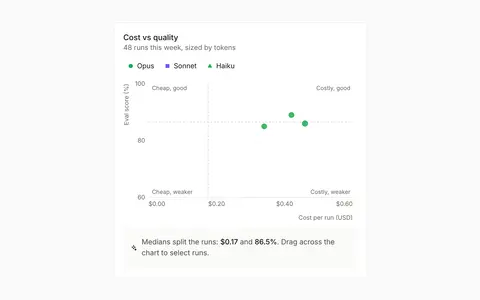 Cost vs quality
48 runs this week, sized by tokens
Opus Sonnet Haiku
Eval score (%)
100
80
60
Cheap, good
Costly, good
Cheap, weaker
Costly, weaker
$0.00 $0.20 $0.40 $0.60
Cost per run (USD)
Medians split the runs: $0.17 and 86.5%. Drag across the
chart to select runs.